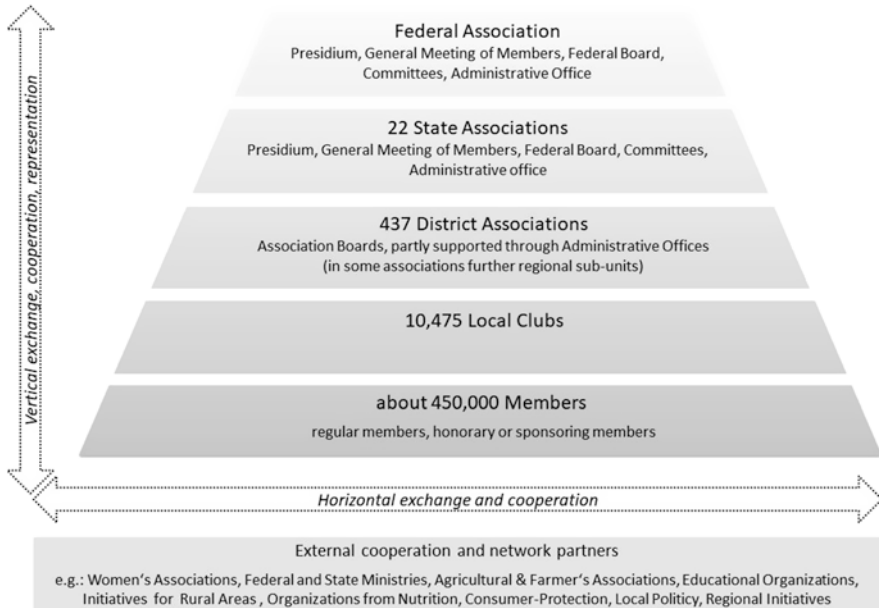 Federal Association
Presidium, General Meeting of Members, Federal Board,
Committees, Administrative Office
22 State Associations
Presidium, General Meeting of Members, Federal Board, Committees,
Administrative office
437 District Associations
Association Boards, partly supported through Administrative Offices
(in some associations further regional sub-units)
10,475 Local Clubs
about 450,000 Members
regular members, honorary or sponsoring members
Vertical exchange, cooperation, representation
Horizontal exchange and cooperation
External cooperation and network partners
e.g.: Women's Associations, Federal and State Ministries, Agricultural & Farmer's Associations, Educational Organizations,
Initiatives for Rural Areas , Organizations from Nutrition, Consumer-Protection, Local Politicy, Regional Initiatives